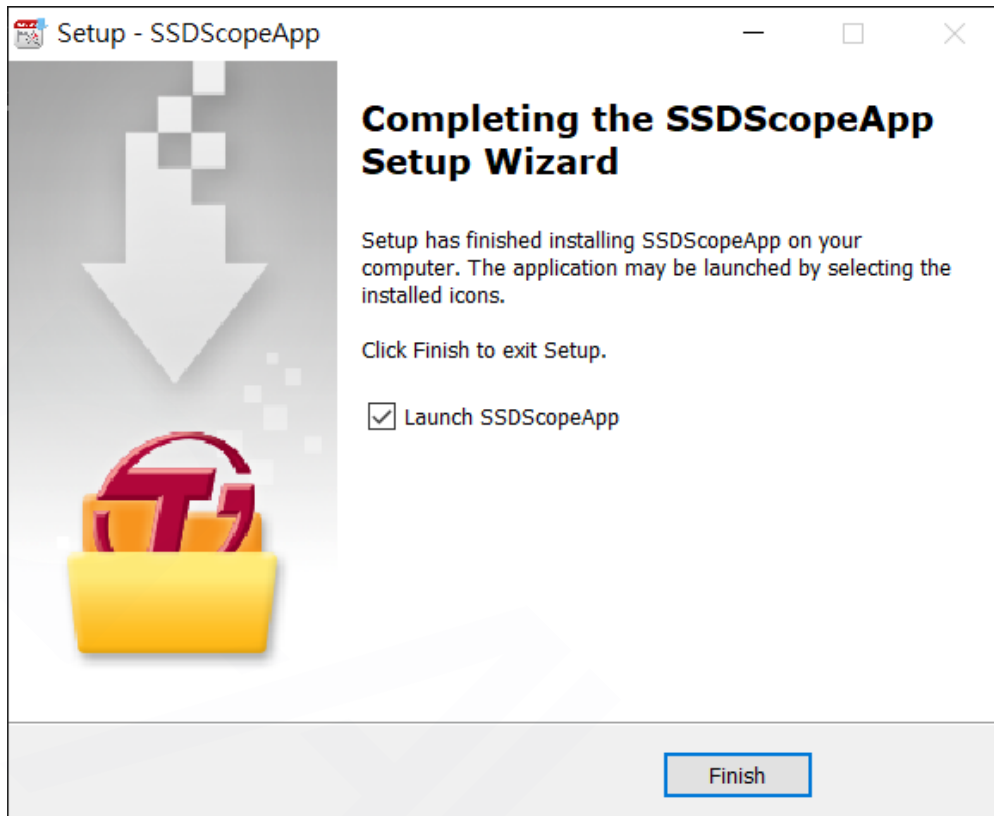 Setup - SSDScopeApp
Completing the SSDScopeApp
Setup Wizard
Setup has finished installing SSDScopeApp on your
computer. The application may be launched by selecting the
installed icons.
Click Finish to exit Setup.
Launch SSDScopeApp
Finish